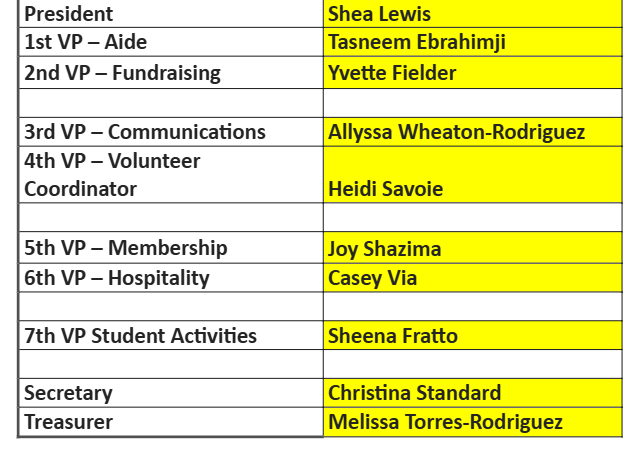 President Shea Lewis
1st VP – Aide Tasneem Ebrahimji
2nd VP – Fundraising Yvette Fielder
3rd VP – Communications Allyssa Wheaton-Rodriguez
4th VP – Volunteer
Coordinator Heidi Savoie
5th VP – Membership Joy Shazima
6th VP – Hospitality Casey Via
7th VP Student Activities Sheena Fratto
Secretary Christina Standard
Treasurer Melissa Torres-Rodriguez